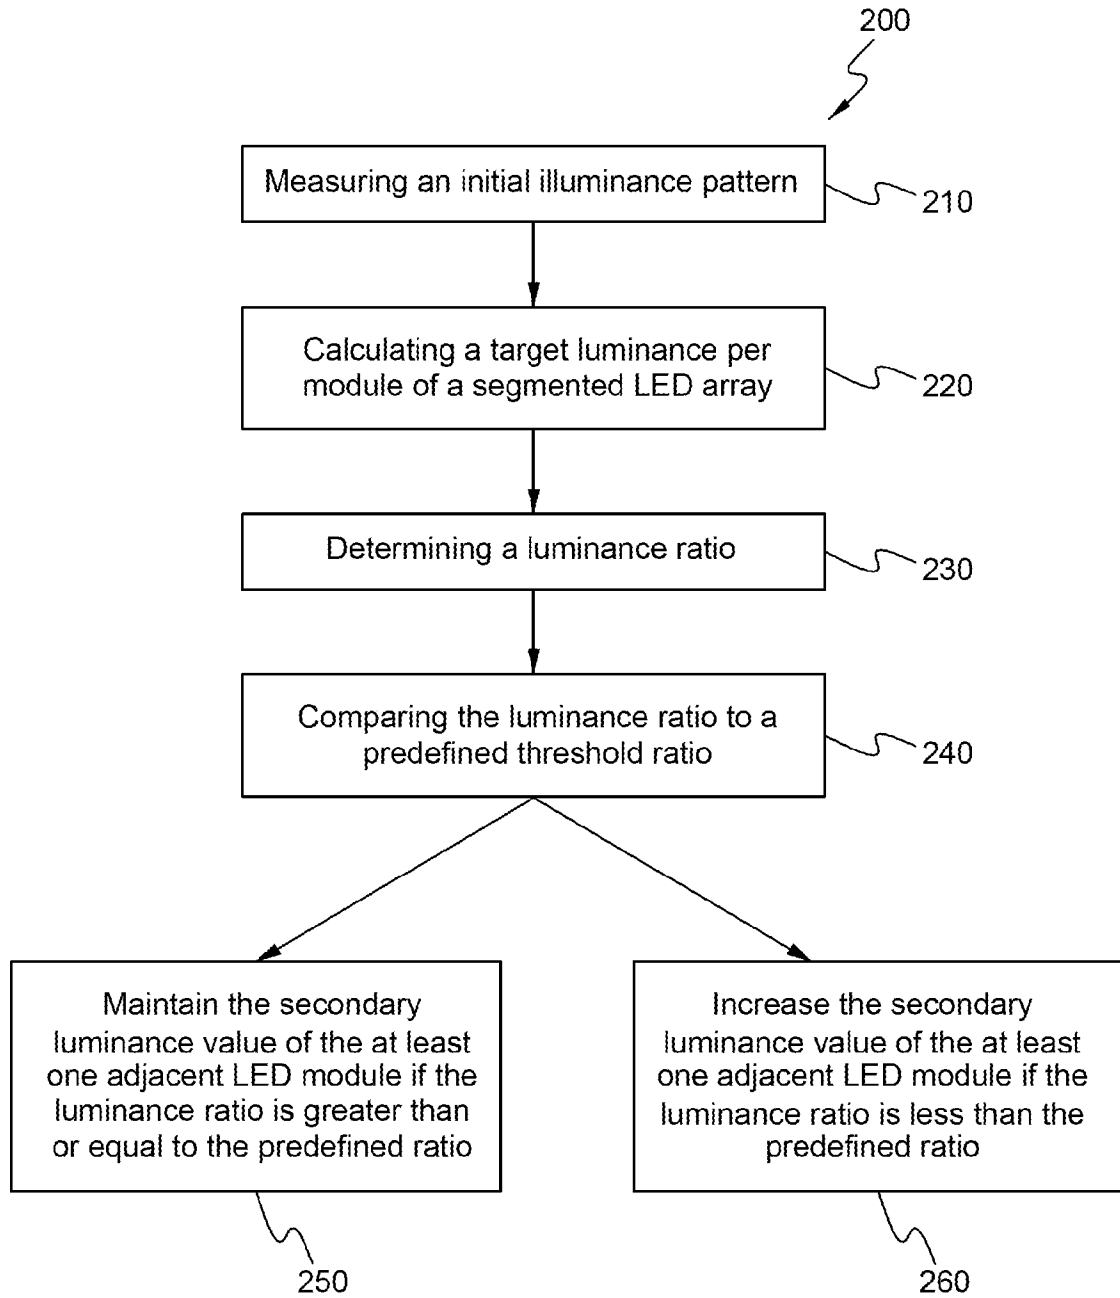 200
Measuring an initial illuminance pattern
210
Calculating a target luminance per
module of a segmented LED array
220
Determining a luminance ratio
230
Comparing the luminance ratio to a
predefined threshold ratio
240
Maintain the secondary
luminance value of the at least
one adjacent LED module if the
luminance ratio is greater than
or equal to the predefined ratio
250
Increase the secondary
luminance value of the at least
one adjacent LED module if the
luminance ratio is less than the
predefined ratio
260